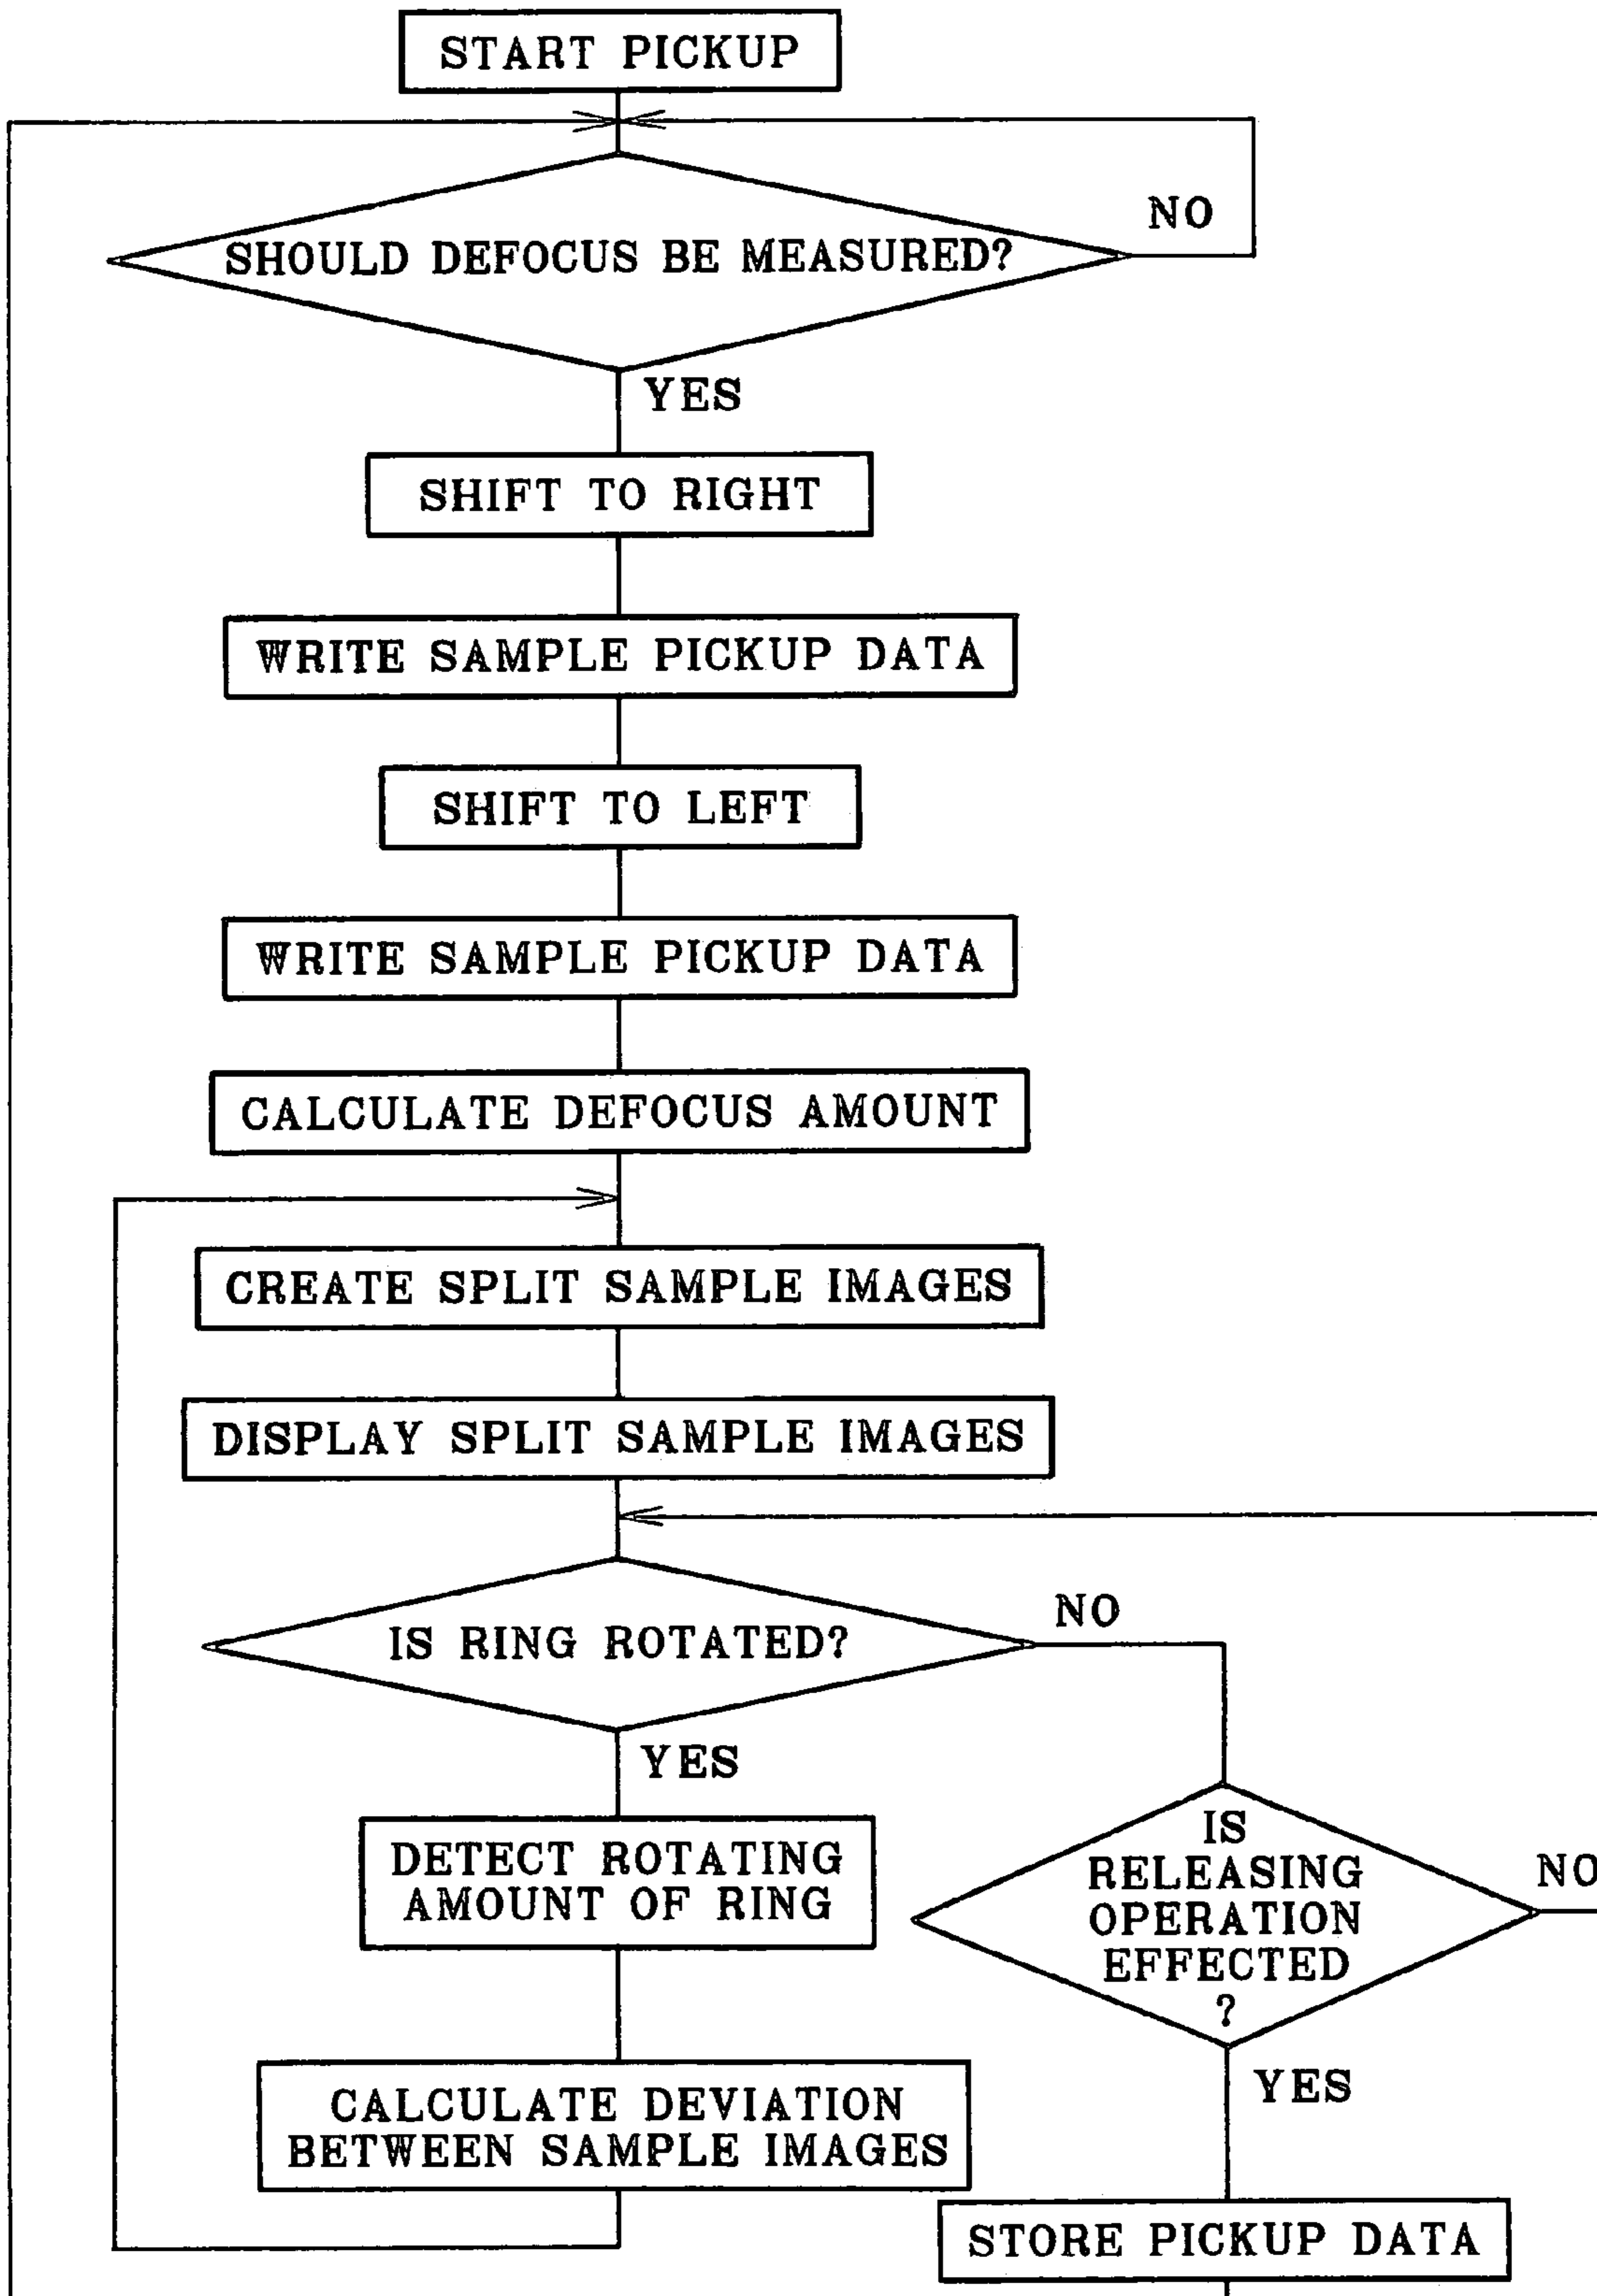 START PICKUP
SHOULD DEFOCUS BE MEASURED?
NO
YES
SHIFT TO RIGHT
WRITE SAMPLE PICKUP DATA
SHIFT TO LEFT
WRITE SAMPLE PICKUP DATA
CALCULATE DEFOCUS AMOUNT
CREATE SPLIT SAMPLE IMAGES
DISPLAY SPLIT SAMPLE IMAGES
IS RING ROTATED?
NO
YES
DETECT ROTATING
AMOUNT OF RING
IS
RELEASING
OPERATION
EFFECTED
?
NO
YES
CALCULATE DEVIATION
BETWEEN SAMPLE IMAGES
STORE PICKUP DATA